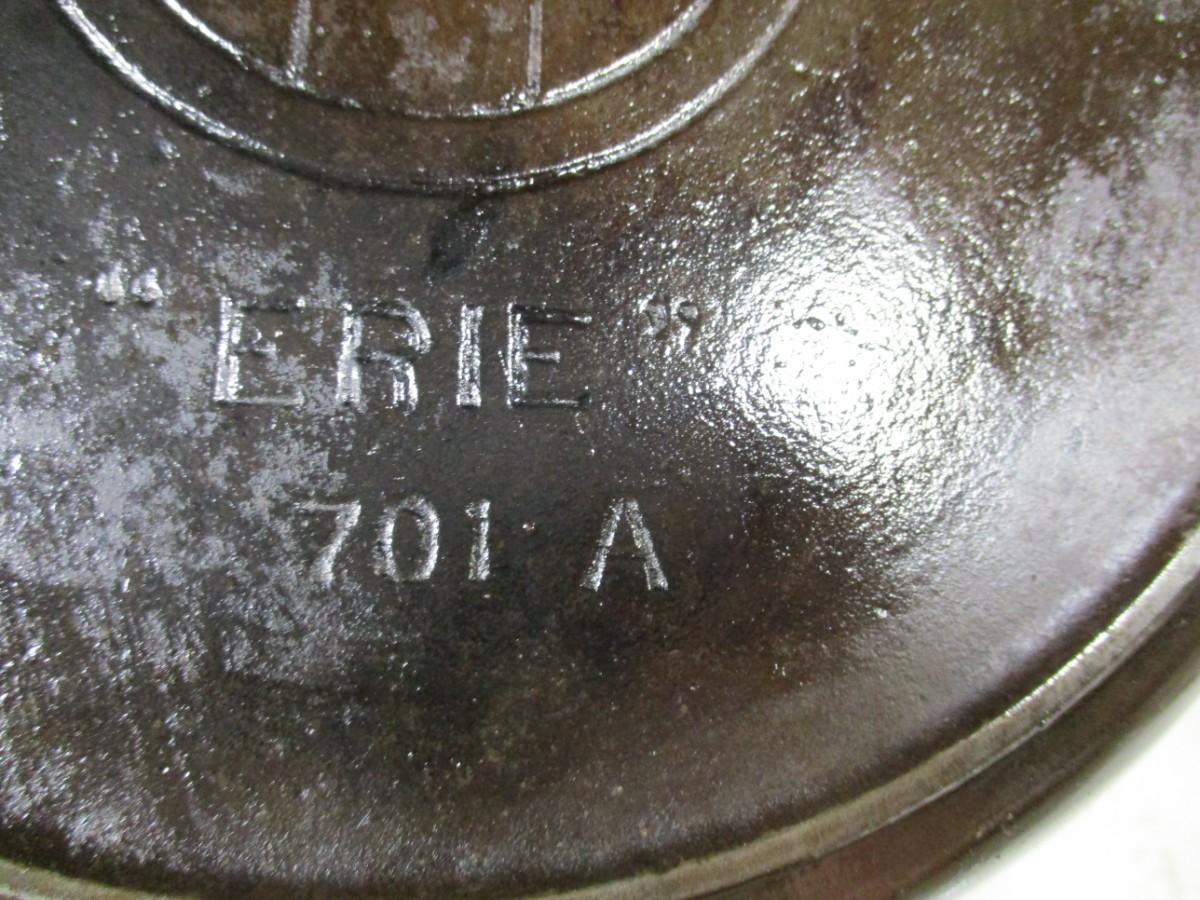 “ERIE”
701 A